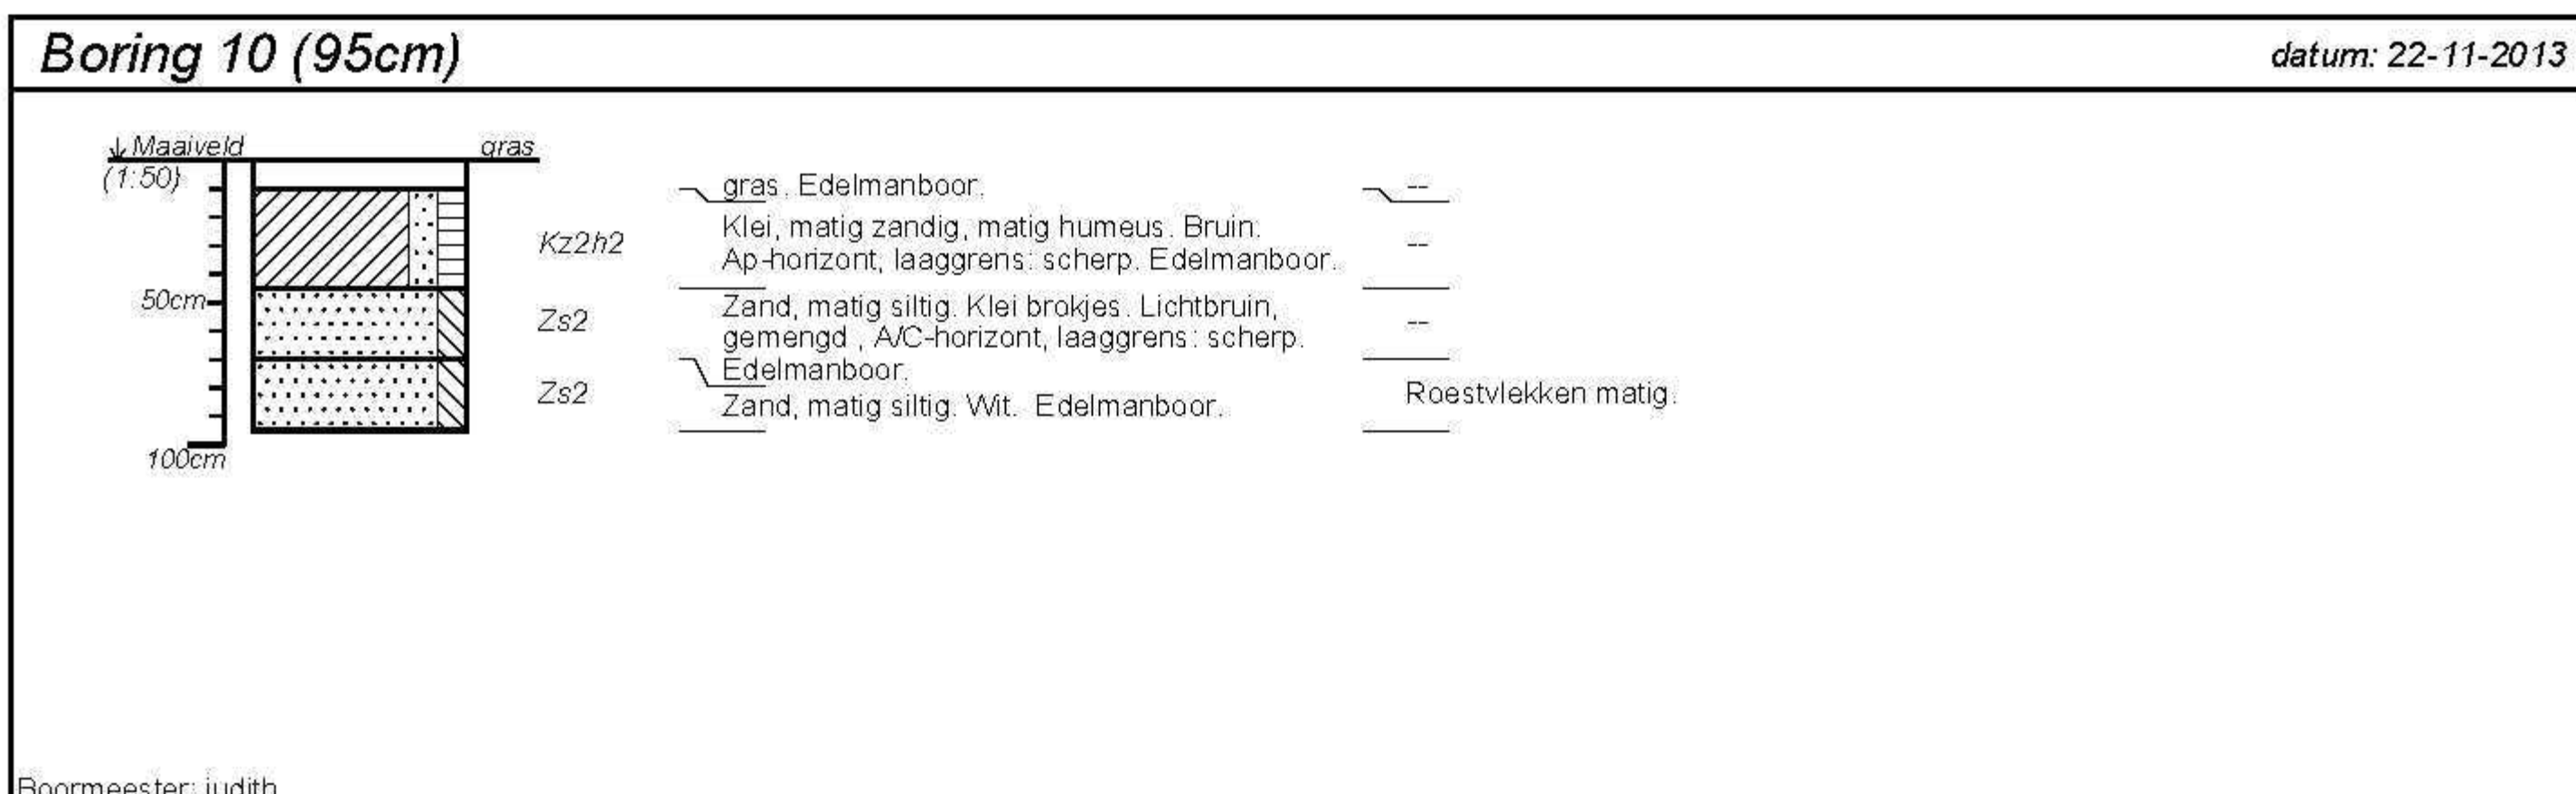 Boring 10 (95cm)
datum: 22-11-2013
↓ Maaiveld
gras
(1:50)
gras. Edelmanboor.
--
Kz2h2
Klei, matig zandig, matig humeus. Bruin.
Ap-horizont, laaggrens: scherp. Edelmanboor.
--
50cm
Zs2
Zand, matig siltig. Klei brokjes. Lichtbruin,
gemengd , A/C-horizont, laaggrens: scherp.
Edelmanboor.
--
Zs2
Zand, matig siltig. Wit. Edelmanboor.
Roestvlekken matig.
100cm
Boormeester: judith